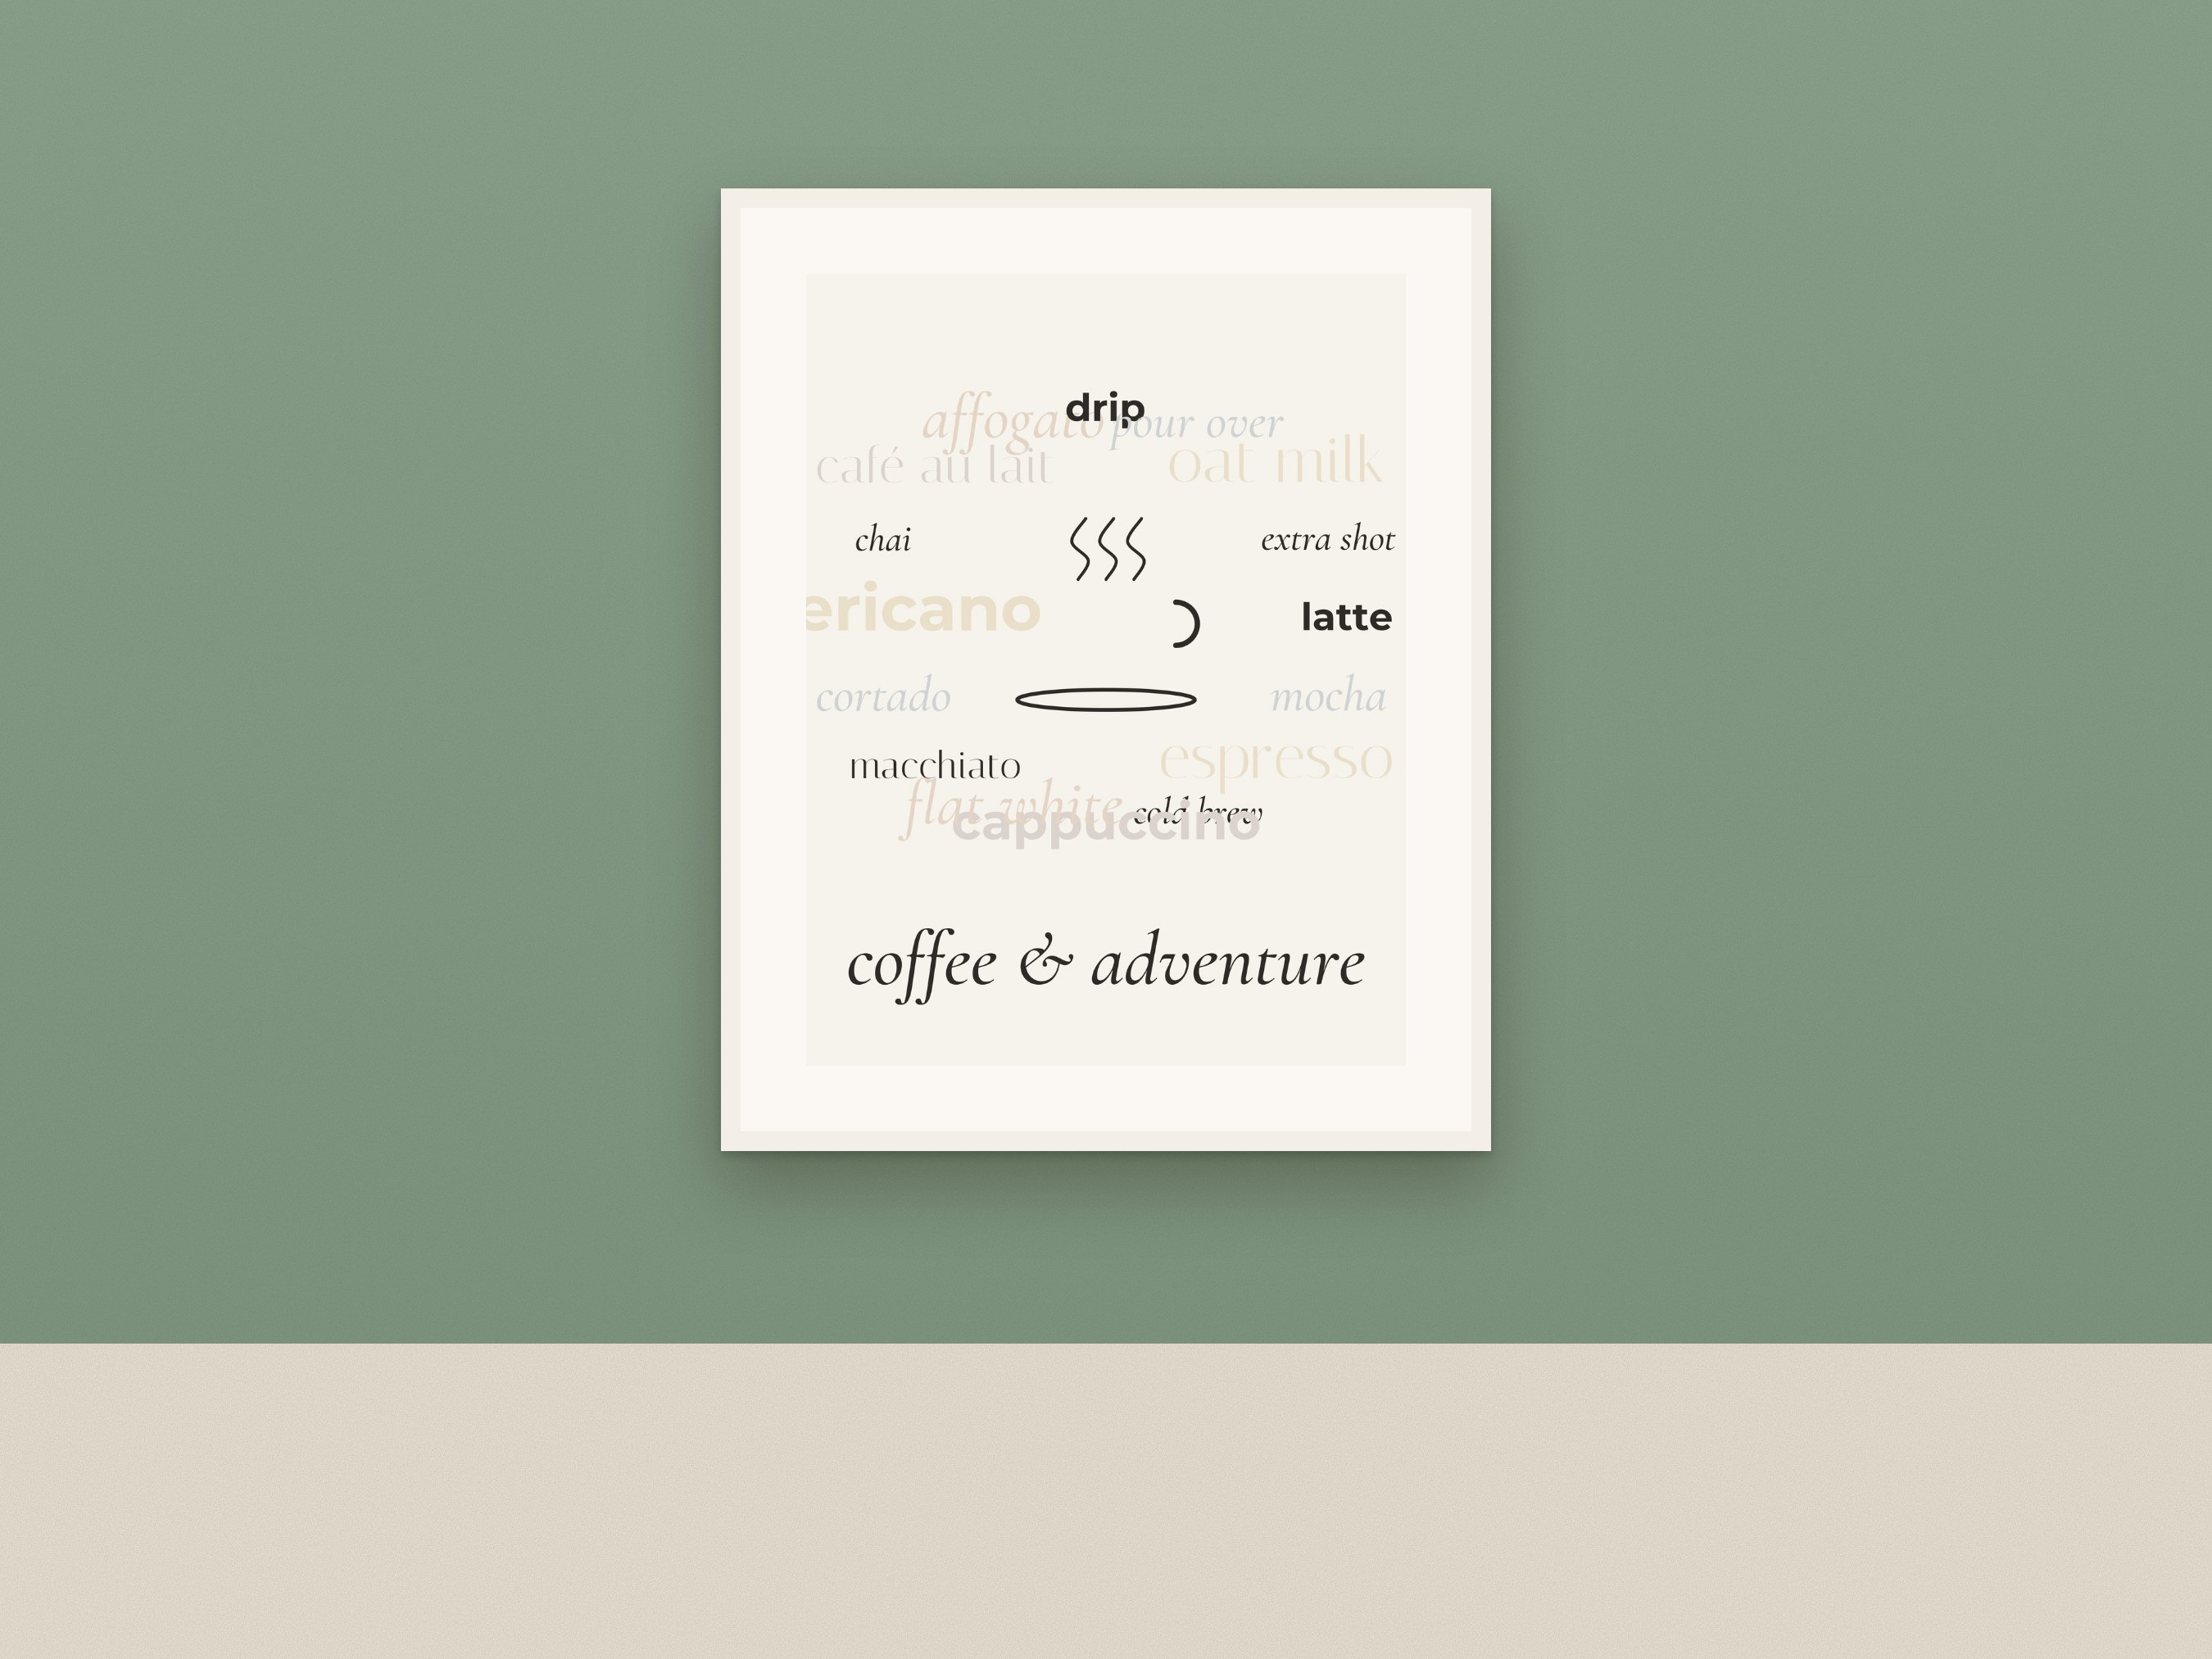 drip
affogato pour over
café au lait oat milk
chai extra shot
ericano latte
cortado mocha
macchiato espresso
flat white cold brew
cappuccino
coffee & adventure